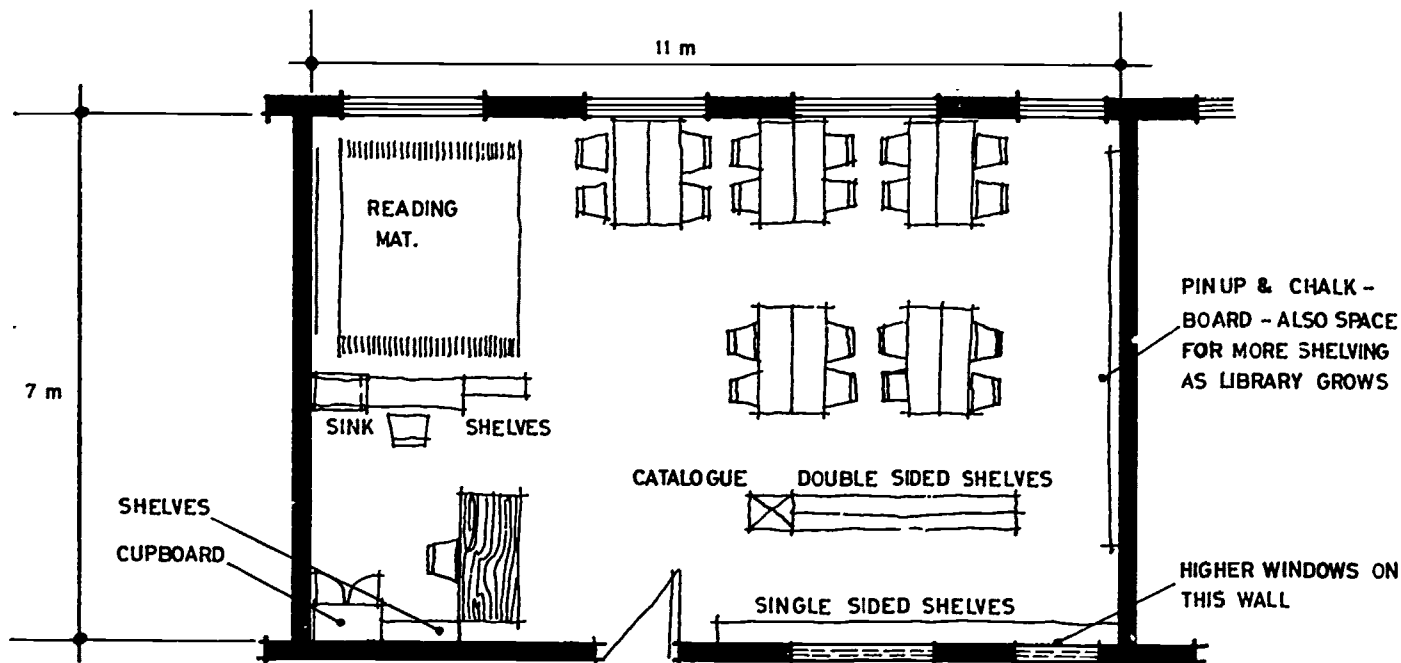 11 m
READING
MAT.
PINUP & CHALK -
BOARD - ALSO SPACE
FOR MORE SHELVING
AS LIBRARY GROWS
7 m
SINK
SHELVES
CATALOGUE
DOUBLE SIDED SHELVES
SHELVES
CUPBOARD
HIGHER WINDOWS ON
THIS WALL
SINGLE SIDED SHELVES